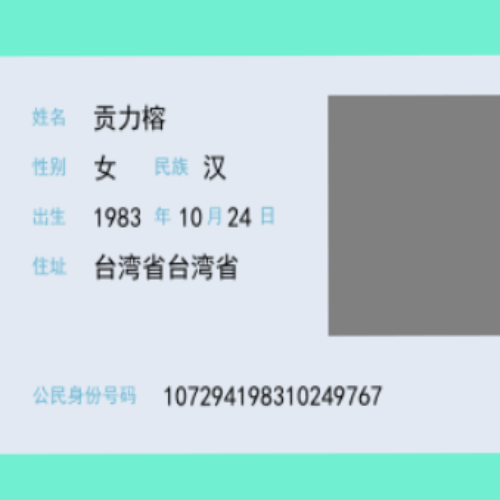 姓名 贡力榕
性别 女 民族 汉
出生 1983 年 10 月 24 日
住址 台湾省台湾省
公民身份号码 107294198310249767